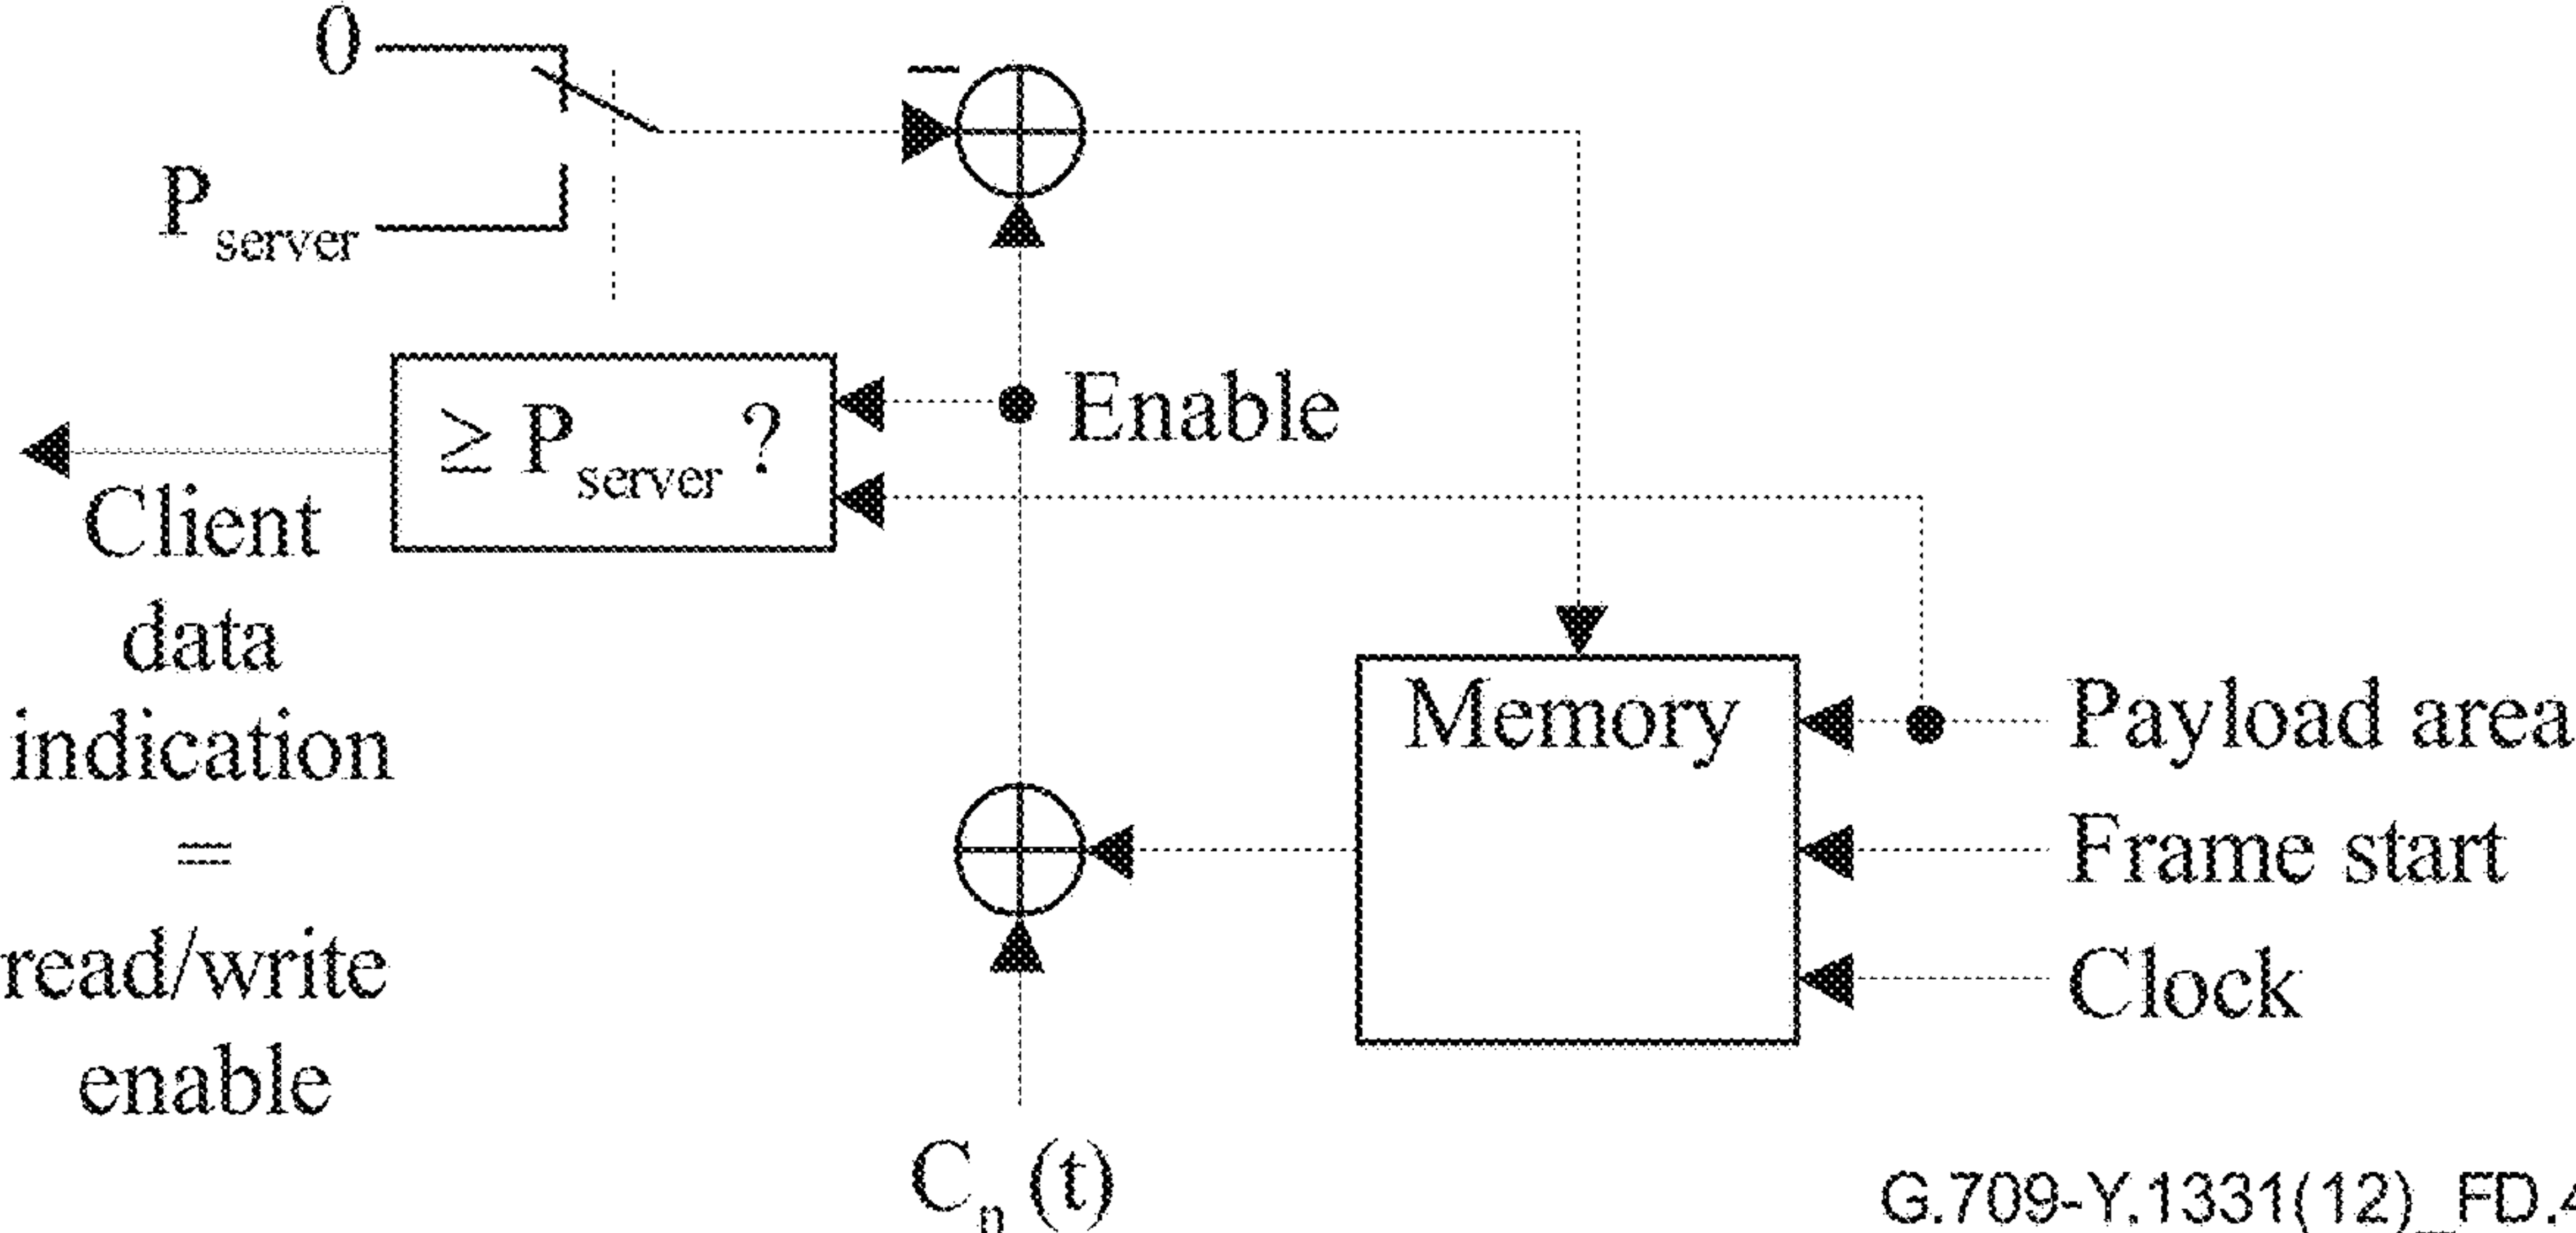 0
−
P server
Enable
≥ P server ?
Client
data
indication
=
read/write
enable
Memory
Payload area
Frame start
Clock
C n (t)
G.709-Y.1331(12)_FD.4